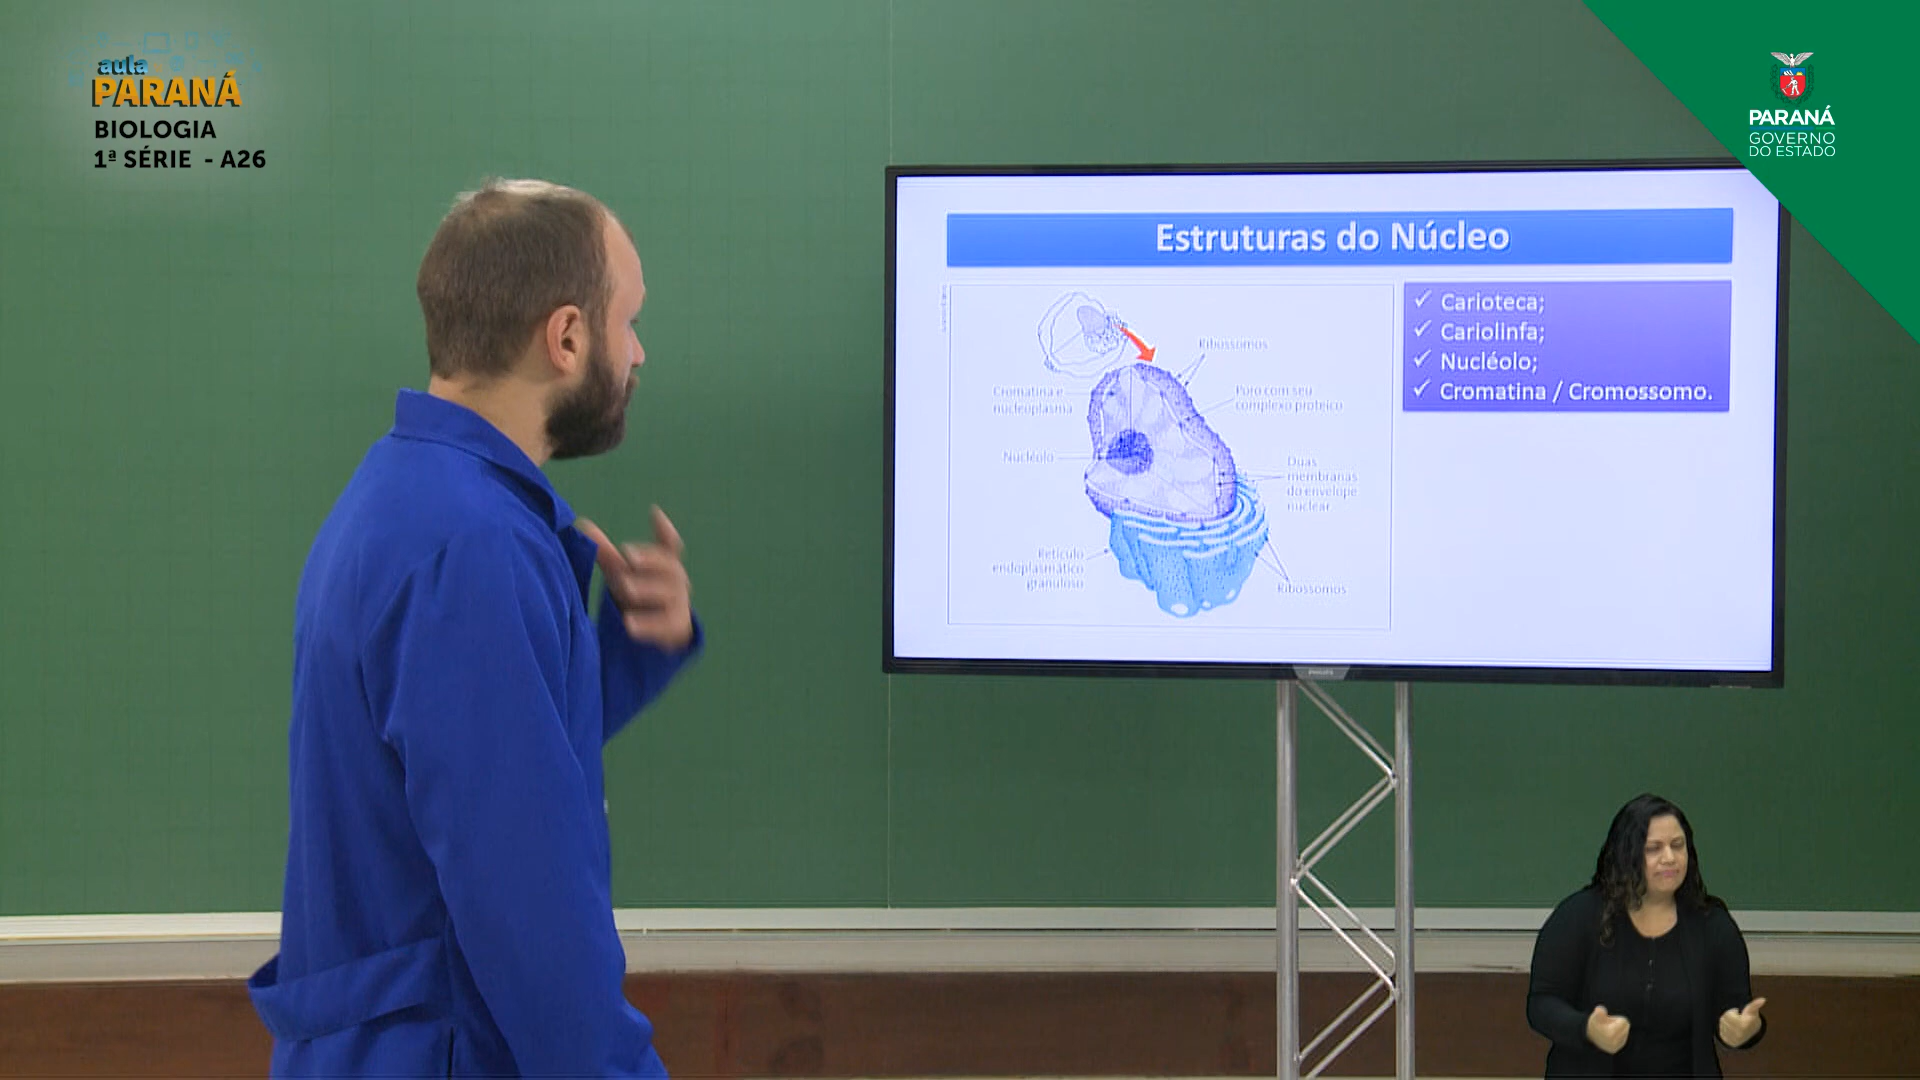 aula
PARANÁ
BIOLOGIA
1ª SÉRIE - A26
PARANÁ
GOVERNO
DO ESTADO
Estruturas do Núcleo
Ribossomos
Cromatina e
nucleoplasma
Poro com seu
complexo proteico
Nucléolo
Duas
membranas
do envelope
nuclear
Retículo
endoplasmático
granuloso
Ribossomos
✓ Carioteca;
✓ Cariolinfa;
✓ Nucléolo;
✓ Cromatina / Cromossomo.
PHILIPS